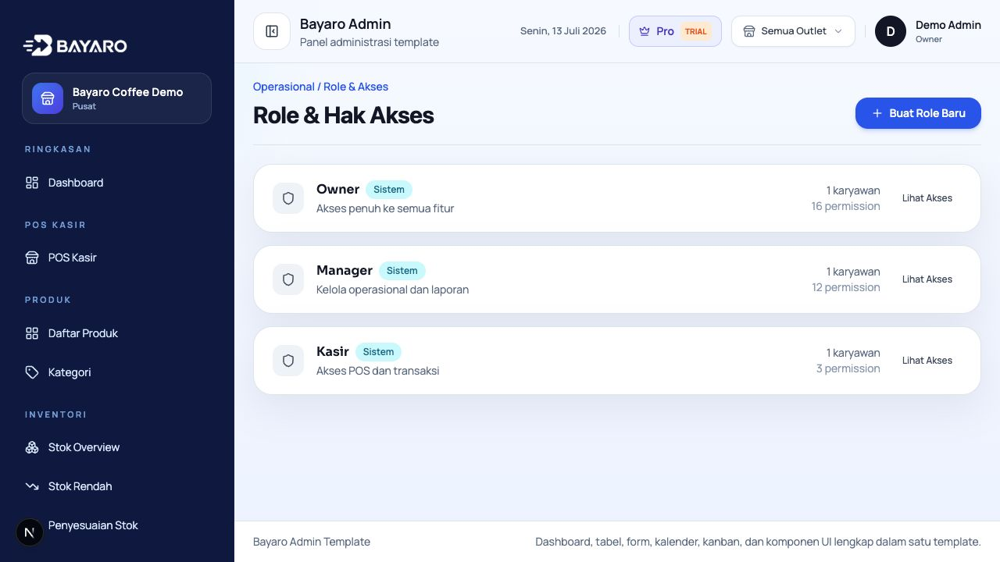 BAYARO
Bayaro Coffee Demo
Pusat
RINGKASAN
Dashboard
POS KASIR
POS Kasir
PRODUK
Daftar Produk
Kategori
INVENTORI
Stok Overview
Stok Rendah
Penyesuaian Stok
N
Bayaro Admin
Panel administrasi template
Senin, 13 Juli 2026
Pro TRIAL
Semua Outlet
D
Demo Admin
Owner
Operasional / Role & Akses
Role & Hak Akses
Buat Role Baru
Owner Sistem
Akses penuh ke semua fitur
1 karyawan
16 permission
Lihat Akses
Manager Sistem
Kelola operasional dan laporan
1 karyawan
12 permission
Lihat Akses
Kasir Sistem
Akses POS dan transaksi
1 karyawan
3 permission
Lihat Akses
Bayaro Admin Template
Dashboard, tabel, form, kalender, kanban, dan komponen UI lengkap dalam satu template.